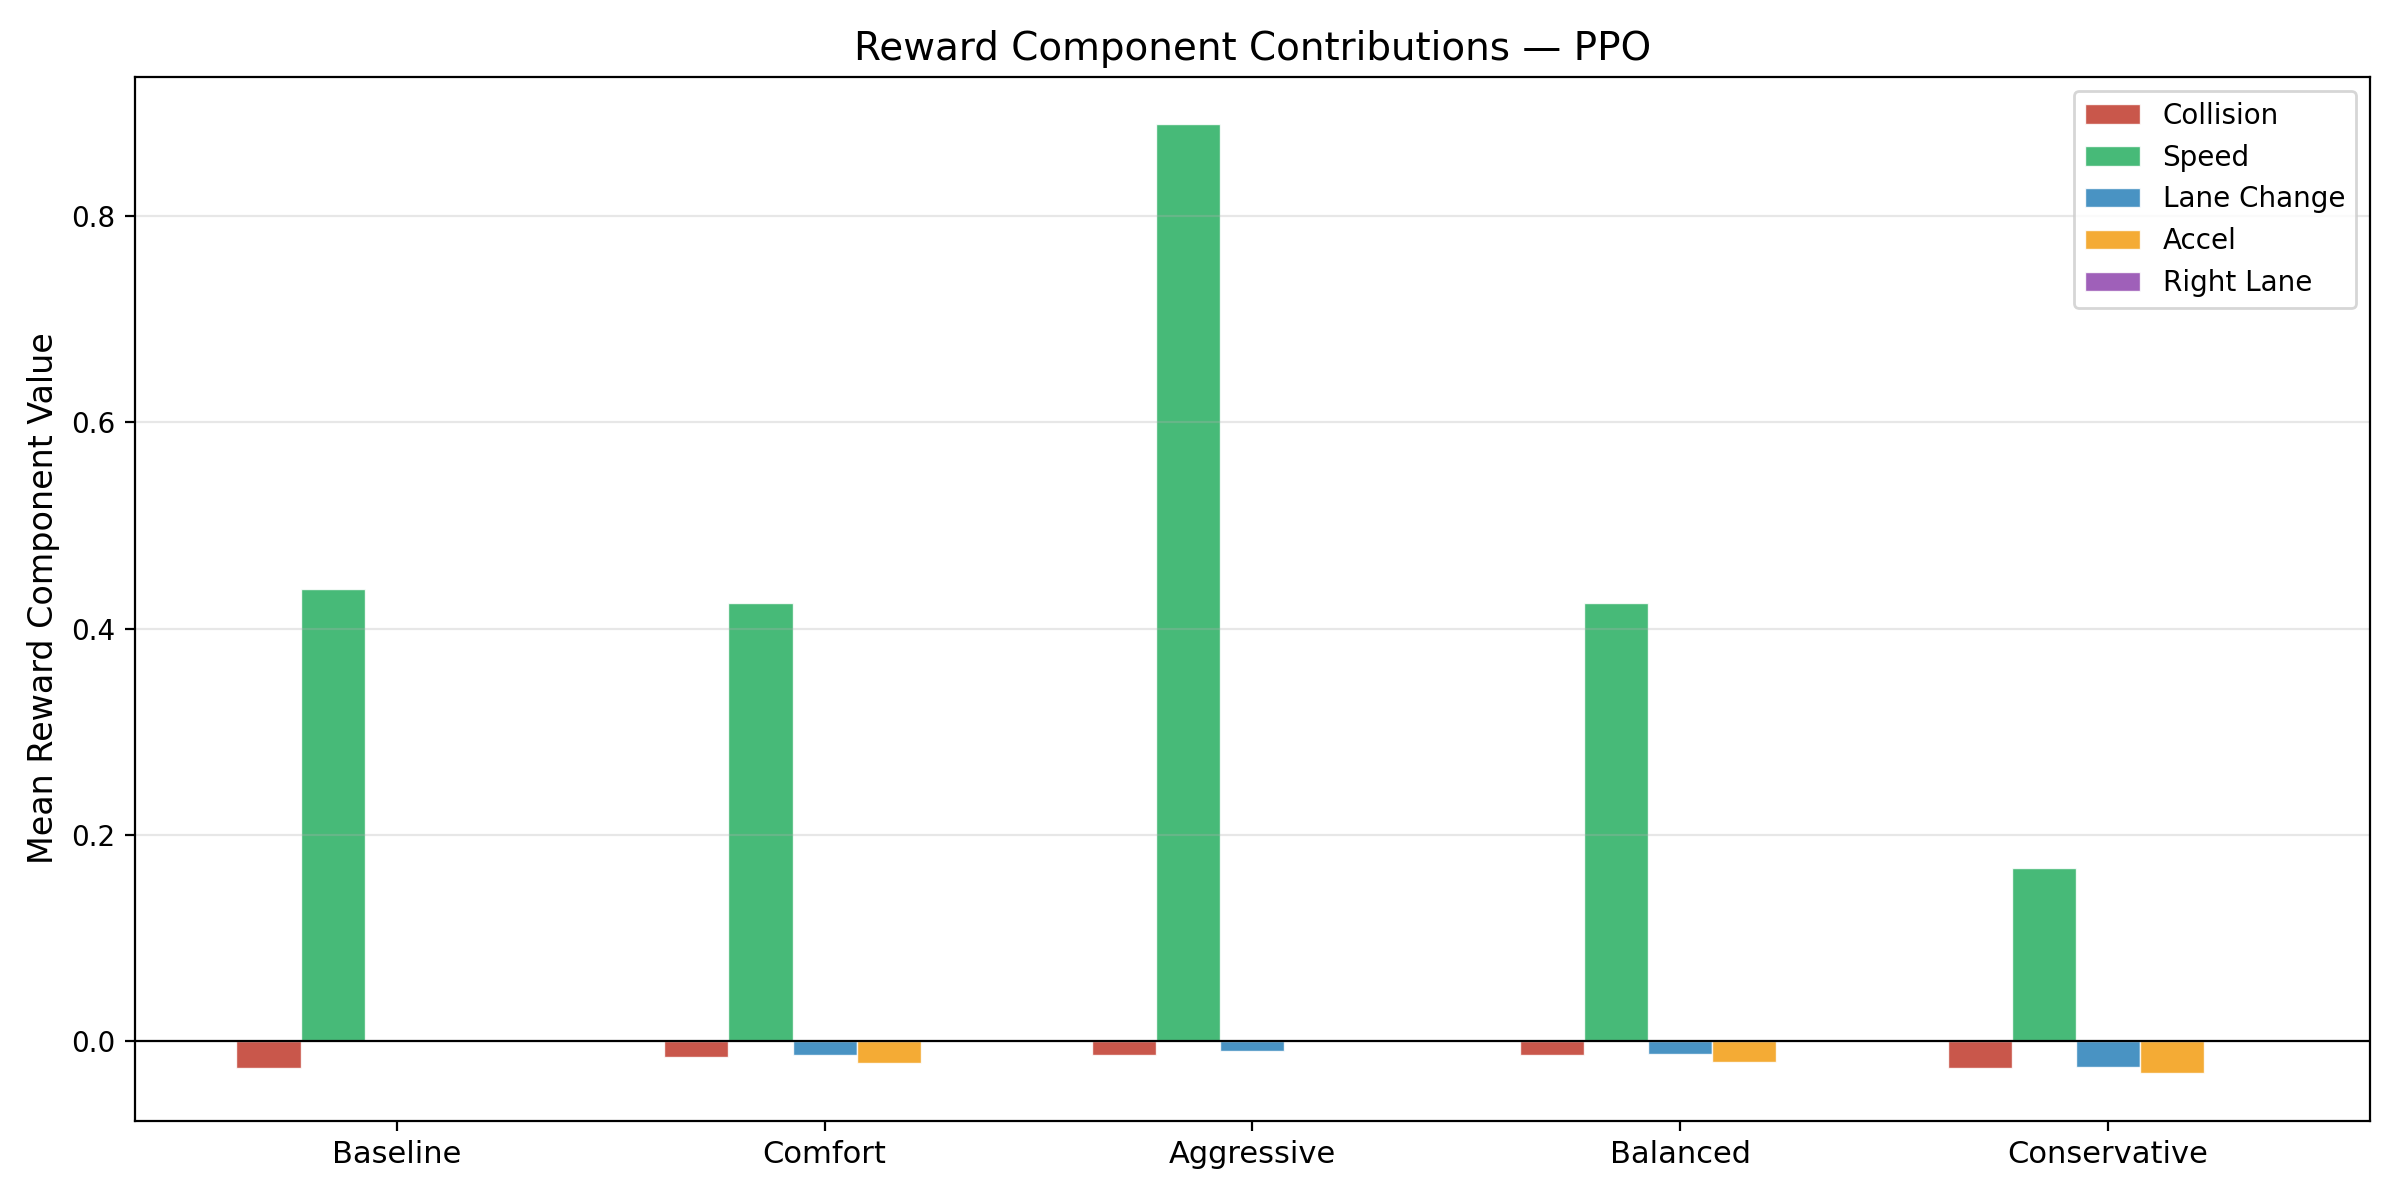 Reward Component Contributions — PPO
Collision
Speed
Lane Change
Accel
Right Lane
Mean Reward Component Value
0.8
0.6
0.4
0.2
0.0
Baseline
Comfort
Aggressive
Balanced
Conservative